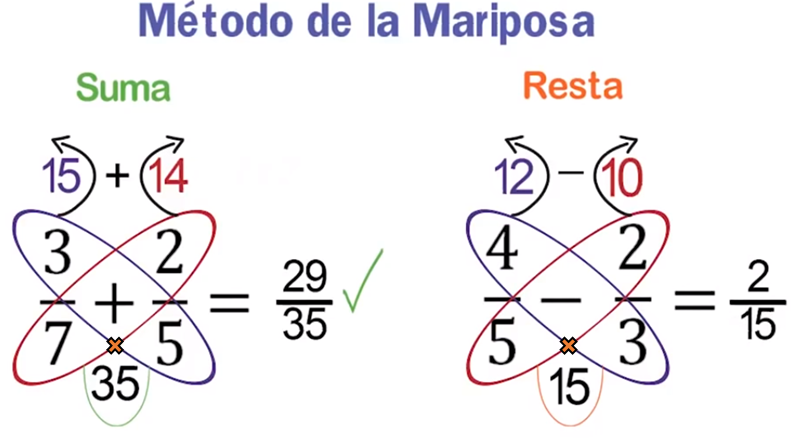 Método de la Mariposa
Suma
15 + 14
3/7 + 2/5 = 29/35 ✓
35
Resta
12 − 10
4/5 − 2/3 = 2/15
15